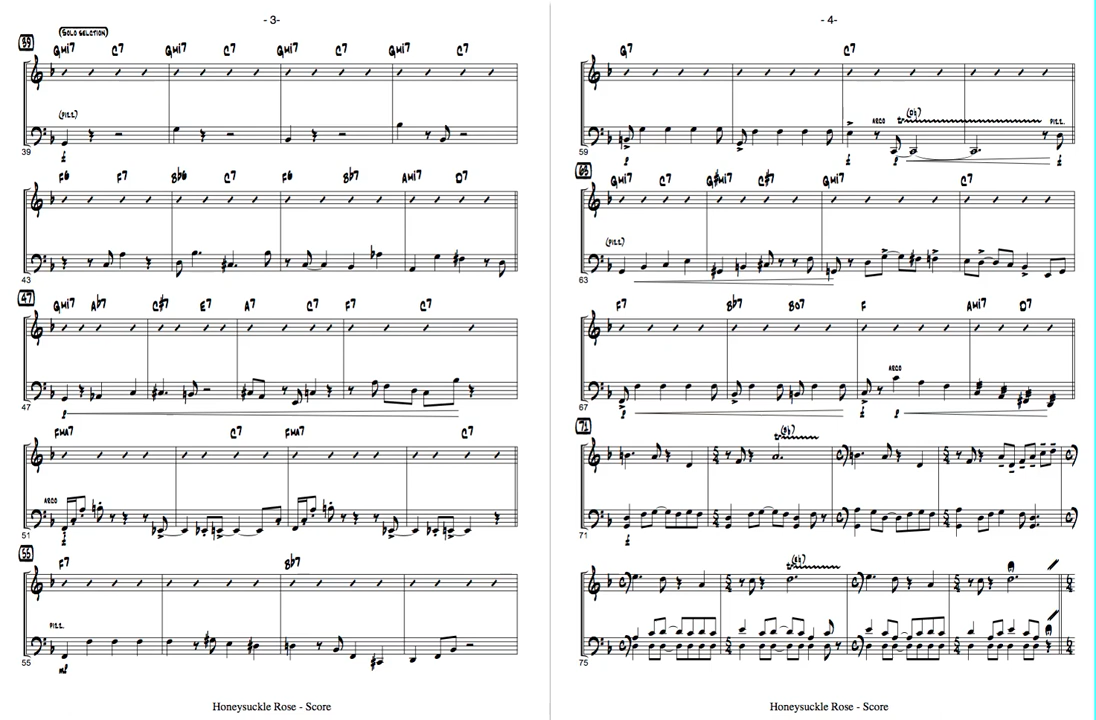 - 3-
39
(SOLO SELCTION)
GMI7 C7 GMI7 C7 GMI7 C7 GMI7 C7
(PIZZ)
39
f
F6 F7 Bb6 C7 F6 Bb7 AMI7 D7
43
47
GMI7 Ab7 C#7 E7 A7 C7 F7 C7
47
FMA7 C7 FMA7 C7
ARCO
51
55
F7 Bb7
PIZZ.
55
mf
Honeysuckle Rose - Score
- 4-
G7 C7
ARCO
PIZZ.
59
63
GMI7 C7 G#MI7 C#7 GMI7 C7
(PIZZ)
63
F7 Bb7 Bo7 F AMI7 D7
ARCO
67
71
71
75
Honeysuckle Rose - Score